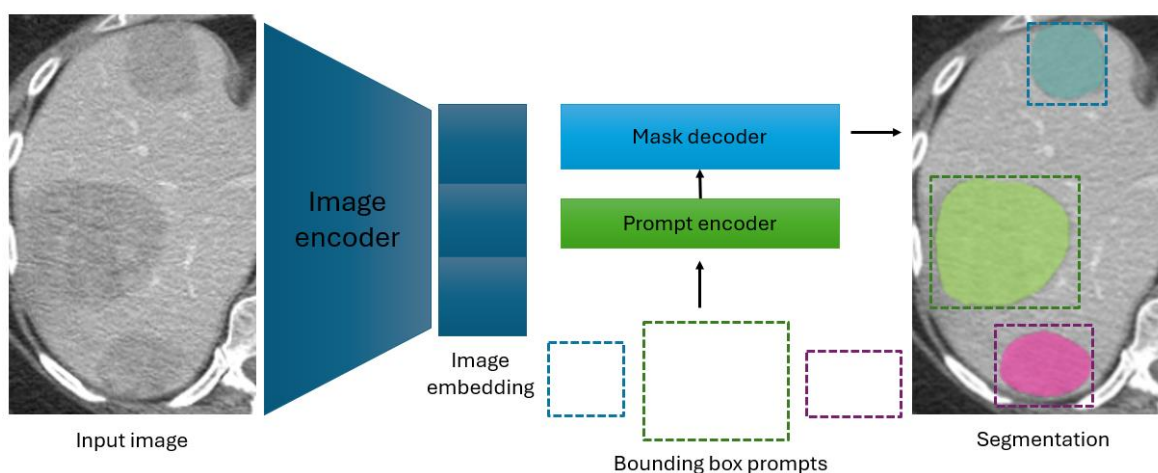 Image
encoder
Mask decoder
Prompt encoder
Image
embedding
Input image
Bounding box prompts
Segmentation